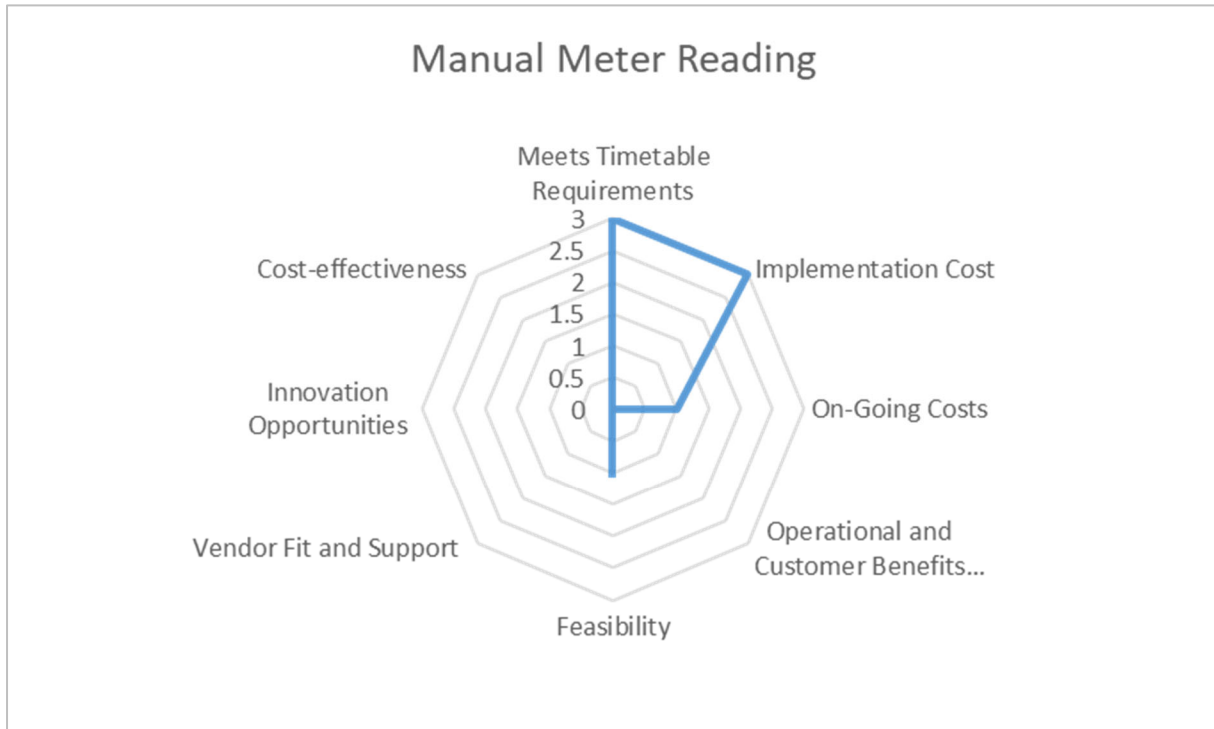 Manual Meter Reading
Meets Timetable
Requirements
3
2.5
2
1.5
1
0.5
0
Implementation Cost
On-Going Costs
Operational and
Customer Benefits...
Feasibility
Vendor Fit and Support
Innovation
Opportunities
Cost-effectiveness